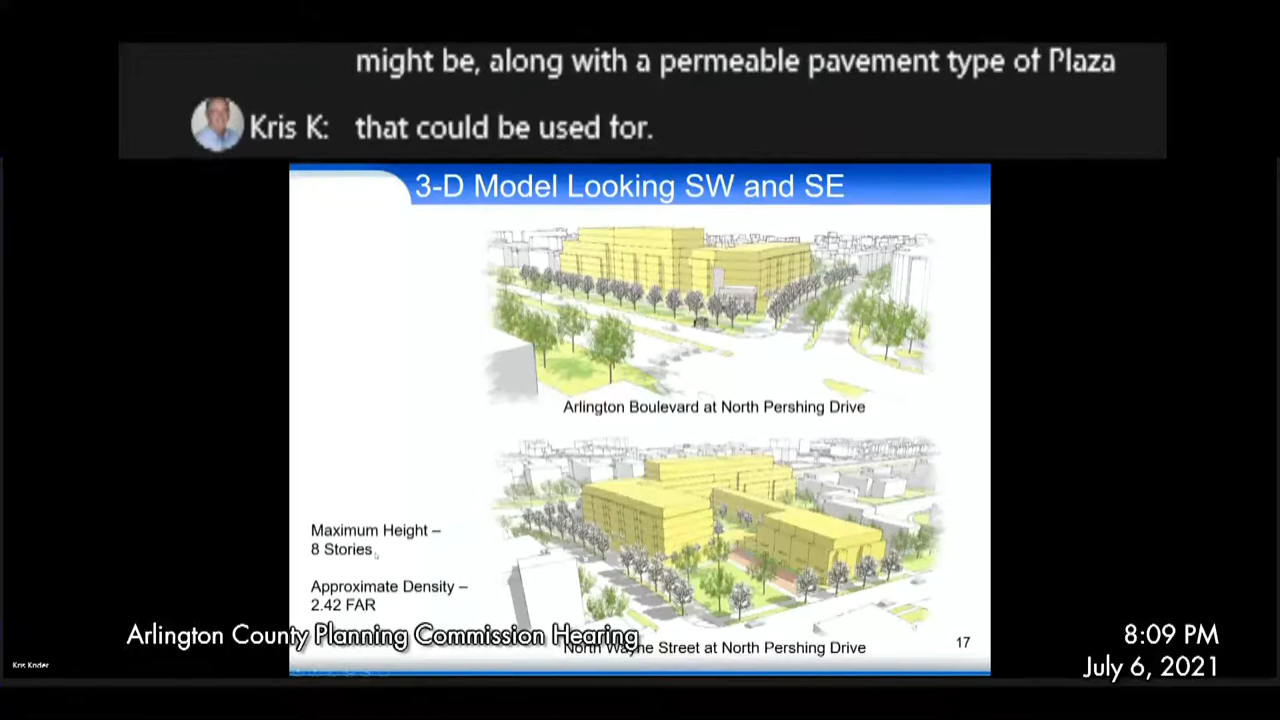 might be, along with a permeable pavement type of Plaza
Kris K: that could be used for.
3-D Model Looking SW and SE
Arlington Boulevard at North Pershing Drive
Maximum Height –
8 Stories
Approximate Density –
2.42 FAR
Arlington County Planning Commission Hearing
North Wayne Street at North Pershing Drive
17
8:09 PM
July 6, 2021